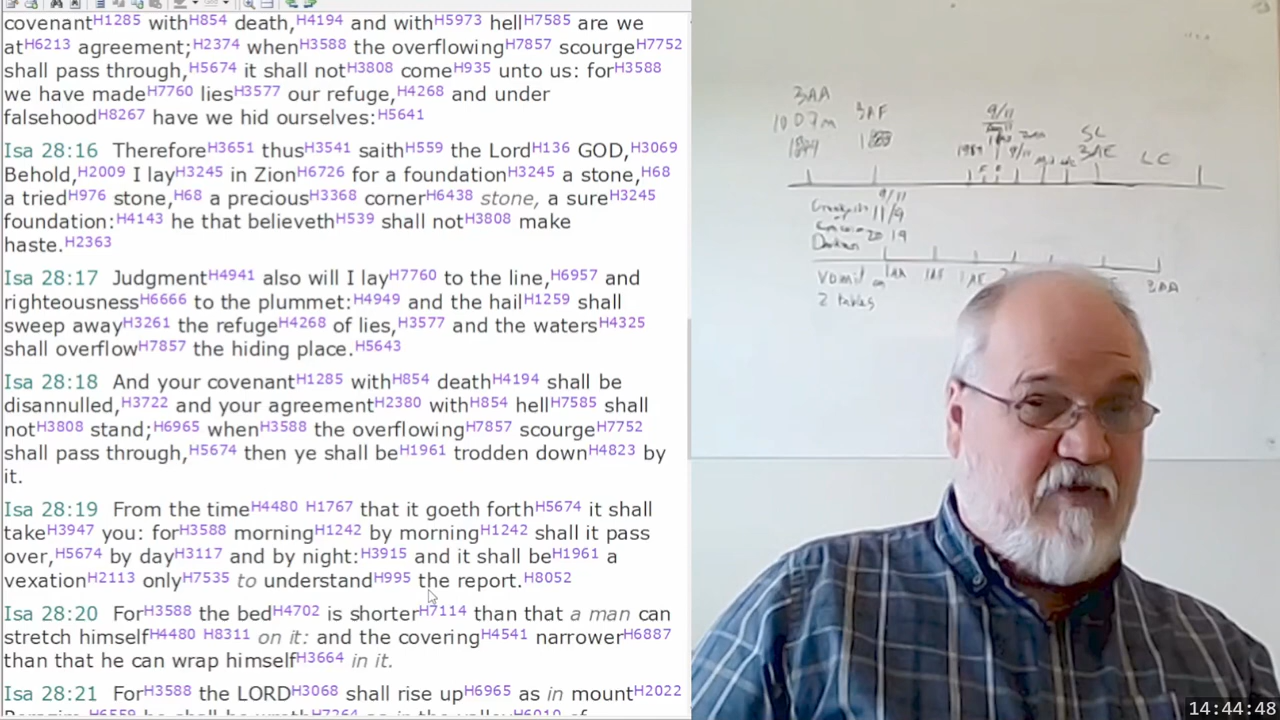 covenantH1285 withH854 death,H4194 and withH5973 hellH7585 are we
atH6213 agreement;H2374 whenH3588 the overflowingH7857 scourgeH7752
shall pass through,H5674 it shall notH3808 comeH935 unto us: forH3588
we have madeH7760 liesH3577 our refuge,H4268 and under
falsehoodH8267 have we hid ourselves:H5641
Isa 28:16 ThereforeH3651 thusH3541 saithH559 the LordH136 GOD,H3069
Behold,H2009 I layH3245 in ZionH6726 for a foundationH3245 a stone,H68
a triedH976 stone,H68 a preciousH3368 cornerH6438 stone, a sureH3245
foundation:H4143 he that believethH539 shall notH3808 make
haste.H2363
Isa 28:17 JudgmentH4941 also will I layH7760 to the line,H6957 and
righteousnessH6666 to the plummet:H4949 and the hailH1259 shall
sweep awayH3261 the refugeH4268 of lies,H3577 and the watersH4325
shall overflowH7857 the hiding place.H5643
Isa 28:18 And your covenantH1285 withH854 deathH4194 shall be
disannulled,H3722 and your agreementH2380 withH854 hellH7585 shall
notH3808 stand;H6965 whenH3588 the overflowingH7857 scourgeH7752
shall pass through,H5674 then ye shall beH1961 trodden downH4823 by
it.
Isa 28:19 From the timeH4480 H1767 that it goeth forthH5674 it shall
takeH3947 you: forH3588 morningH1242 by morningH1242 shall it pass
over,H5674 by dayH3117 and by night:H3915 and it shall beH1961 a
vexationH2113 onlyH7535 to understandH995 the report.H8052
Isa 28:20 ForH3588 the bedH4702 is shorterH7114 than that a man can
stretch himselfH4480 H8311 on it: and the coveringH4541 narrowerH6887
than that he can wrap himselfH3664 in it.
Isa 28:21 ForH3588 the LORDH3068 shall rise upH6965 as in mountH2022
3AA
3AF
9/11
1844
1989
9/11
SL
3AE
LC
9/11
11/9
2019
1AA
1AF
1AE
3AA
vomit on
2 tables
14:44:48